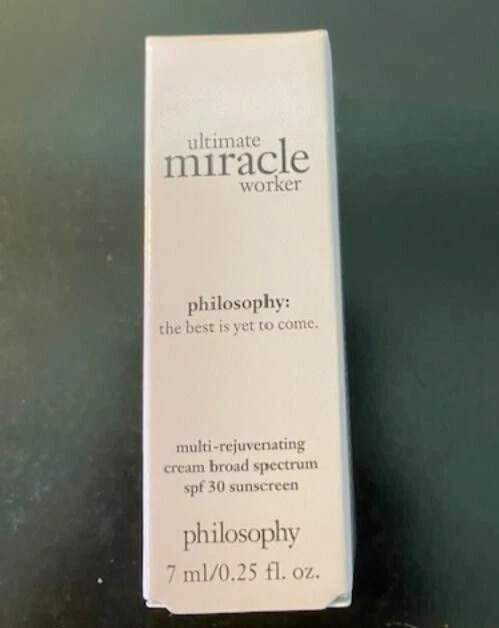 ultimate
miracle
worker
philosophy:
the best is yet to come.
multi-rejuvenating
cream broad spectrum
spf 30 sunscreen
philosophy
7 ml/0.25 fl. oz.